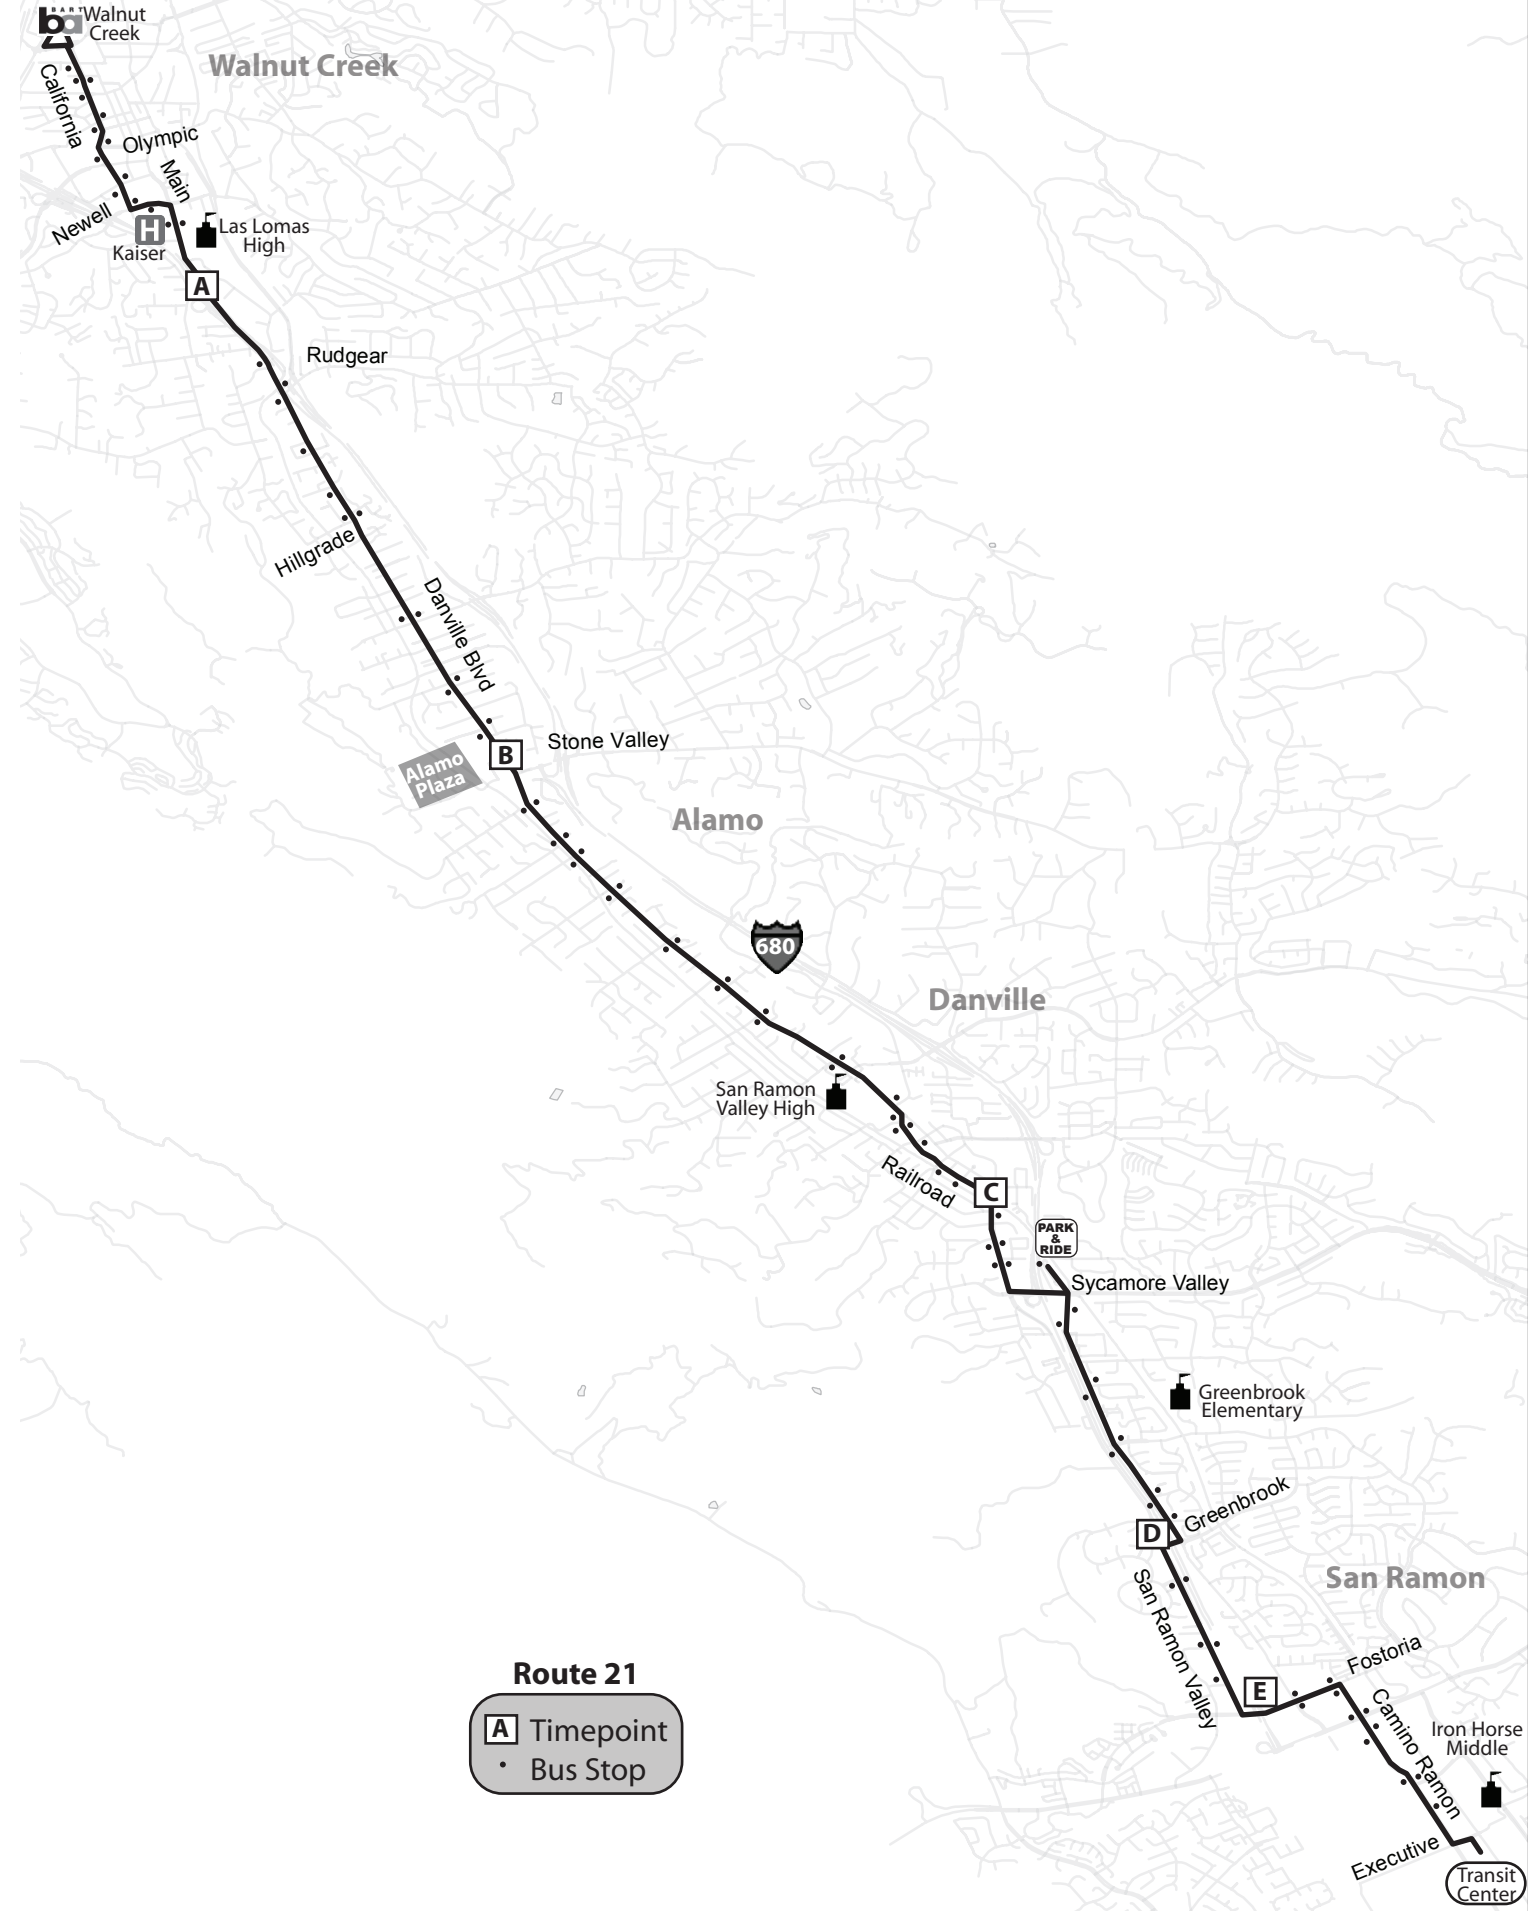 BART
ba
Walnut
Creek
Walnut Creek
California
Olympic
Main
Newell
H
Kaiser
Las Lomas
High
A
Rudgear
Hillgrade
Danville Blvd
B
Stone Valley
Alamo
Plaza
Alamo
680
Danville
San Ramon
Valley High
Railroad
C
PARK
&
RIDE
Sycamore Valley
Greenbrook
Elementary
Greenbrook
D
San Ramon
San Ramon Valley
Fostoria
E
Camino Ramon
Iron Horse
Middle
Executive
Transit
Center
Route 21
A Timepoint
Bus Stop